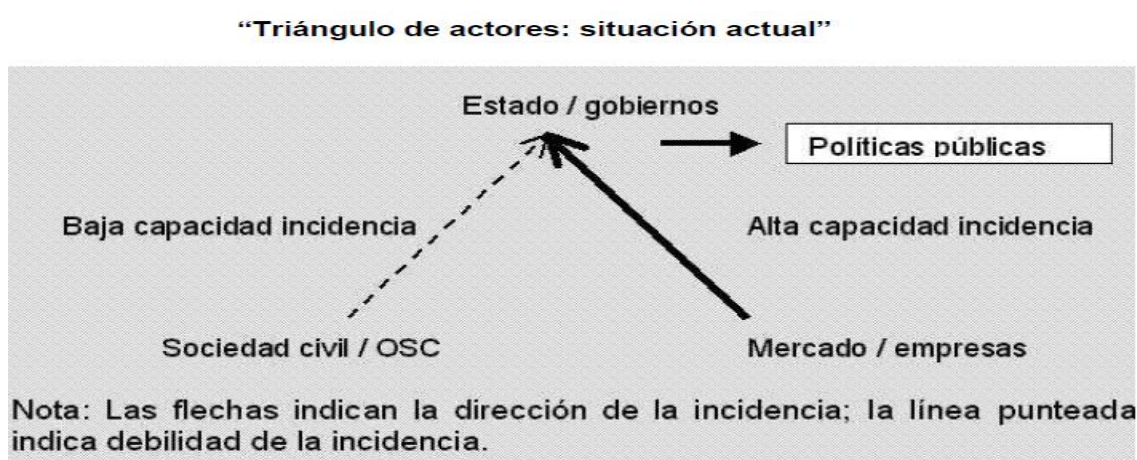 “Triángulo de actores: situación actual”
Estado / gobiernos
Políticas públicas
Baja capacidad incidencia
Alta capacidad incidencia
Sociedad civil / OSC
Mercado / empresas
Nota: Las flechas indican la dirección de la incidencia; la línea punteada
indica debilidad de la incidencia.